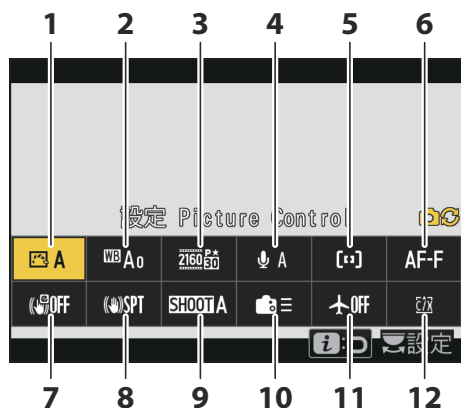 1 2 3 4 5 6
設定 Picture Control
A WB A0 2160 P★ 30 A AF-F
OFF SPT SHOOT A OFF C/X
i 設定
7 8 9 10 11 12